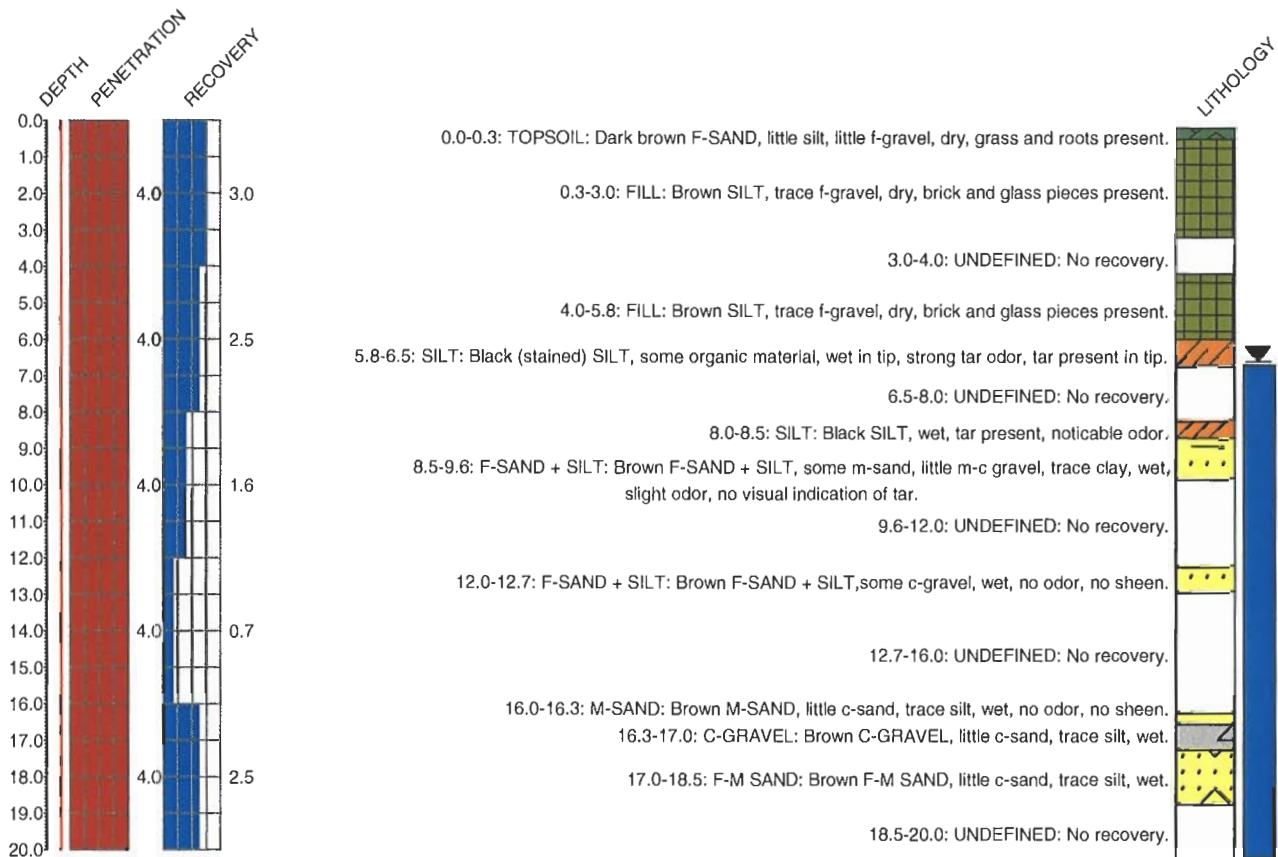 DEPTH PENETRATION RECOVERY LITHOLOGY
0.0
0.0-0.3: TOPSOIL: Dark brown F-SAND, little silt, little f-gravel, dry, grass and roots present.
1.0
2.0 4.0 3.0 0.3-3.0: FILL: Brown SILT, trace f-gravel, dry, brick and glass pieces present.
3.0
3.0-4.0: UNDEFINED: No recovery.
4.0
5.0
4.0-5.8: FILL: Brown SILT, trace f-gravel, dry, brick and glass pieces present.
6.0 4.0 2.5
5.8-6.5: SILT: Black (stained) SILT, some organic material, wet in tip, strong tar odor, tar present in tip.
7.0
6.5-8.0: UNDEFINED: No recovery.
8.0
8.0-8.5: SILT: Black SILT, wet, tar present, noticable odor.
9.0
8.5-9.6: F-SAND + SILT: Brown F-SAND + SILT, some m-sand, little m-c gravel, trace clay, wet,
10.0 4.0 1.6
slight odor, no visual indication of tar.
11.0
9.6-12.0: UNDEFINED: No recovery.
12.0
12.0-12.7: F-SAND + SILT: Brown F-SAND + SILT,some c-gravel, wet, no odor, no sheen.
13.0
14.0 4.0 0.7
12.7-16.0: UNDEFINED: No recovery.
15.0
16.0
16.0-16.3: M-SAND: Brown M-SAND, little c-sand, trace silt, wet, no odor, no sheen.
17.0
16.3-17.0: C-GRAVEL: Brown C-GRAVEL, little c-sand, trace silt, wet.
18.0 4.0 2.5 17.0-18.5: F-M SAND: Brown F-M SAND, little c-sand, trace silt, wet.
19.0
18.5-20.0: UNDEFINED: No recovery.
20.0